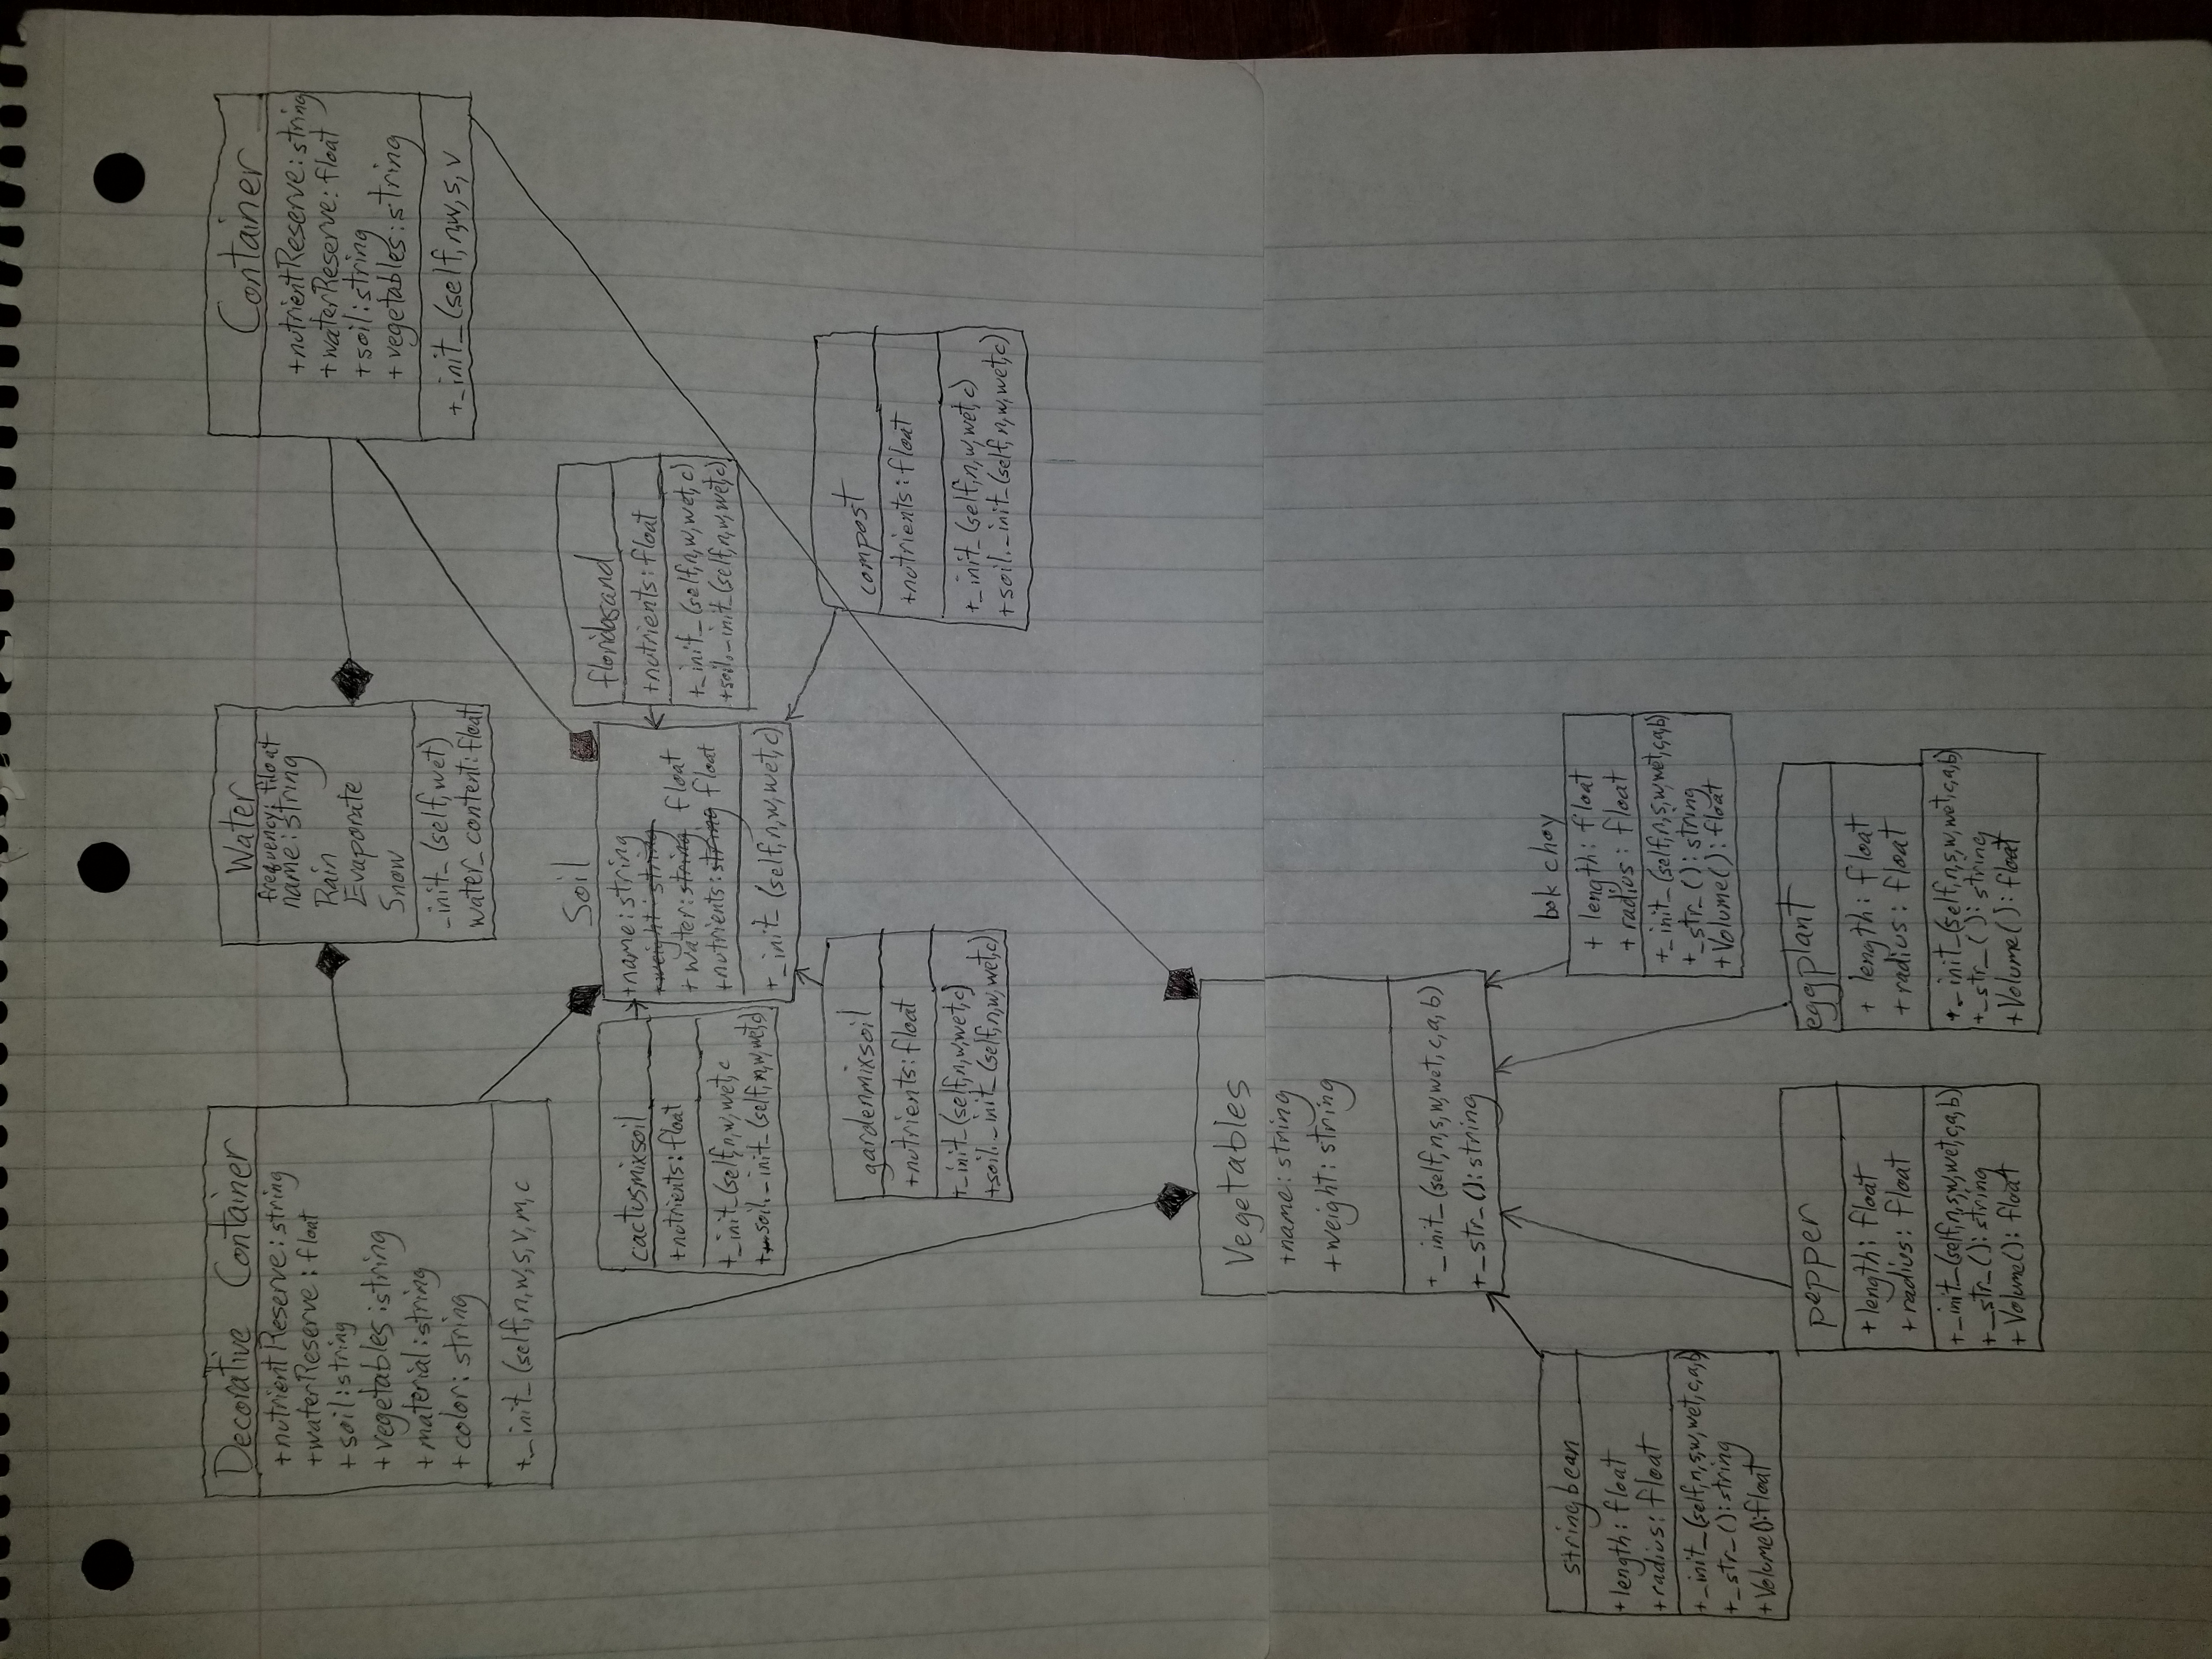 Decorative Container
+nutrientReserve: string
+waterReserve: float
+soil: string
+vegetables: string
+material: string
+color: string
+_init_(self,n,w,s,v,m,c
Water
frequency: float
name: string
Rain
Evaporate
Snow
_init_(self,wet)
water_content: float
Container
+nutrientReserve: string
+waterReserve: float
+soil: string
+vegetables: string
+_init_(self,n,w,s,v
Soil
+name: string
+weight: string
+water: string float
+nutrients: string float
+_init_(self,n,w,wet,c)
cactusmixsoil
+nutrients: float
+_init_(self,n,w,wet,c
+soil._init_(self,n,w,wet,c)
floridasand
+nutrients: float
+_init_(self,n,w,wet,c)
+soil._init_(self,n,w,wet,c)
gardenmixsoil
+nutrients: float
+_init_(self,n,w,wet,c)
+soil._init_(self,n,w,wet,c)
compost
+nutrients: float
+_init_(self,n,w,wet,c)
+soil._init_(self,n,w,wet,c)
Vegetables
+name: string
+weight: string
+_init_(self,n,s,w,wet,c,a,b)
+_str_(): string
stringbean
+length: float
+radius: float
+_init_(self,n,s,w,wet,c,a,b)
+_str_(): string
+Volume(): float
bok choy
+ length: float
+ radius: float
+_init_(self,n,s,w,wet,c,a,b)
+_str_(): string
+Volume(): float
pepper
+length: float
+radius: float
+_init_(self,n,s,w,wet,c,a,b)
+_str_(): string
+Volume(): float
eggplant
+ length: float
+radius: float
+_init_(self,n,s,w,wet,c,a,b)
+_str_(): string
+Volume(): float